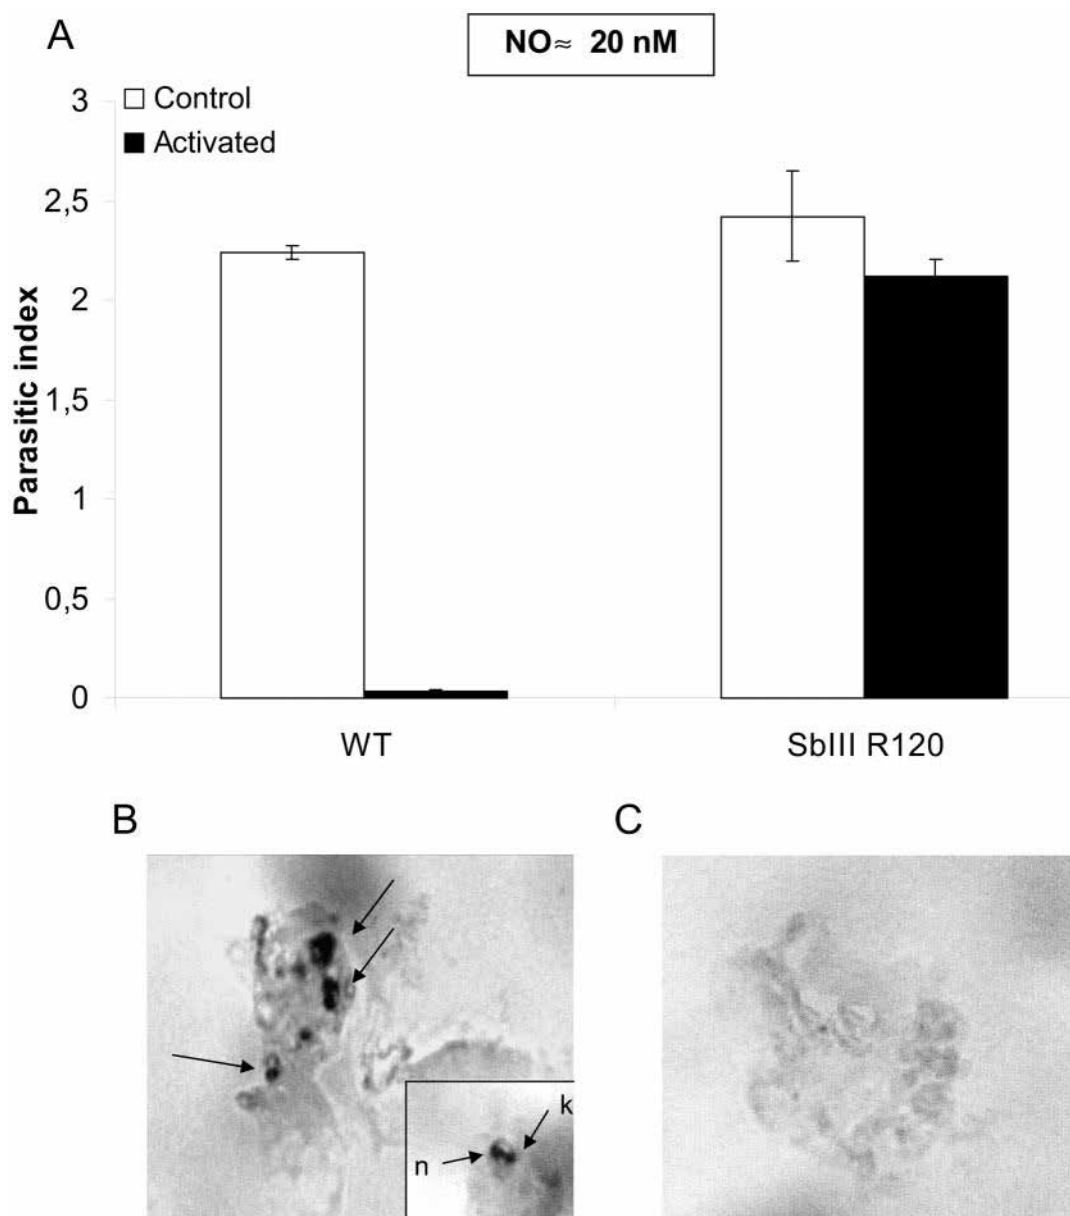 A
NO≈ 20 nM
Control
Activated
3
2,5
2
1,5
1
0,5
0
Parasitic index
WT
SbIII R120
B
C
k
n